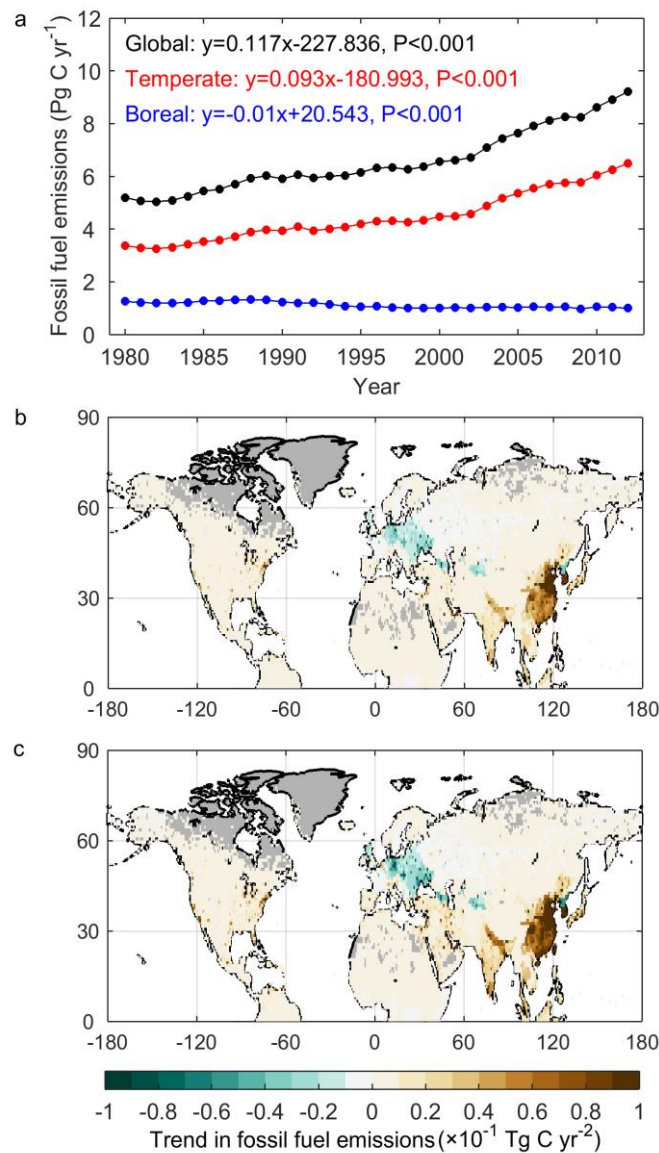 a
12
10
8
6
4
2
0
Fossil fuel emissions (Pg C yr⁻¹)
Global: y=0.117x-227.836, P<0.001
Temperate: y=0.093x-180.993, P<0.001
Boreal: y=-0.01x+20.543, P<0.001
1980 1985 1990 1995 2000 2005 2010
Year
b
90
60
30
0
-180 -120 -60 0 60 120 180
c
90
60
30
0
-180 -120 -60 0 60 120 180
-1 -0.8 -0.6 -0.4 -0.2 0 0.2 0.4 0.6 0.8 1
Trend in fossil fuel emissions (×10⁻¹ Tg C yr⁻²)